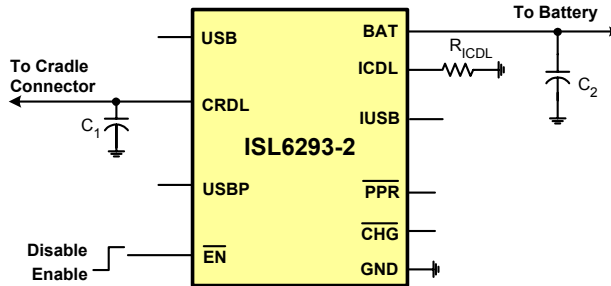 To Battery
USB
BAT
R_ICDL
To Cradle
Connector
ICDL
C_2
CRDL
C_1
IUSB
ISL6293-2
USBP
PPR
CHG
Disable
Enable
EN
GND